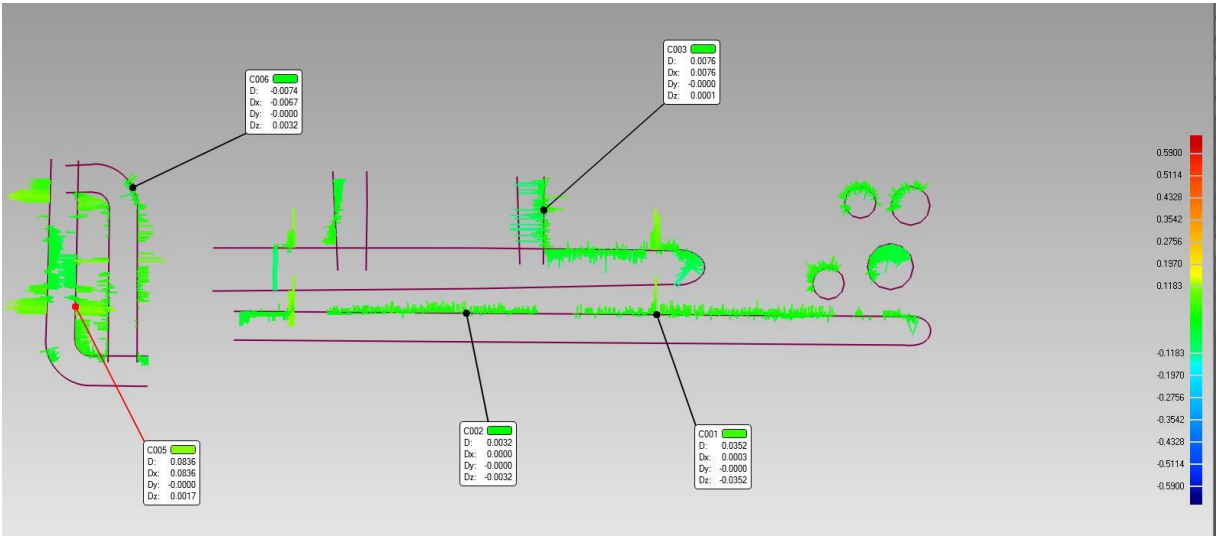 C003
D: 0.0076
Dx: 0.0076
Dy: -0.0000
Dz: 0.0001
C006
D: -0.0074
Dx: -0.0067
Dy: -0.0000
Dz: 0.0032
0.5900
0.5114
0.4328
0.3542
0.2756
0.1970
0.1183
-0.1183
-0.1970
-0.2756
-0.3542
-0.4328
-0.5114
-0.5900
C002
D: 0.0032
Dx: 0.0000
Dy: -0.0000
Dz: -0.0032
C001
D: 0.0352
Dx: 0.0003
Dy: -0.0000
Dz: -0.0352
C005
D: 0.0836
Dx: 0.0836
Dy: -0.0000
Dz: 0.0017